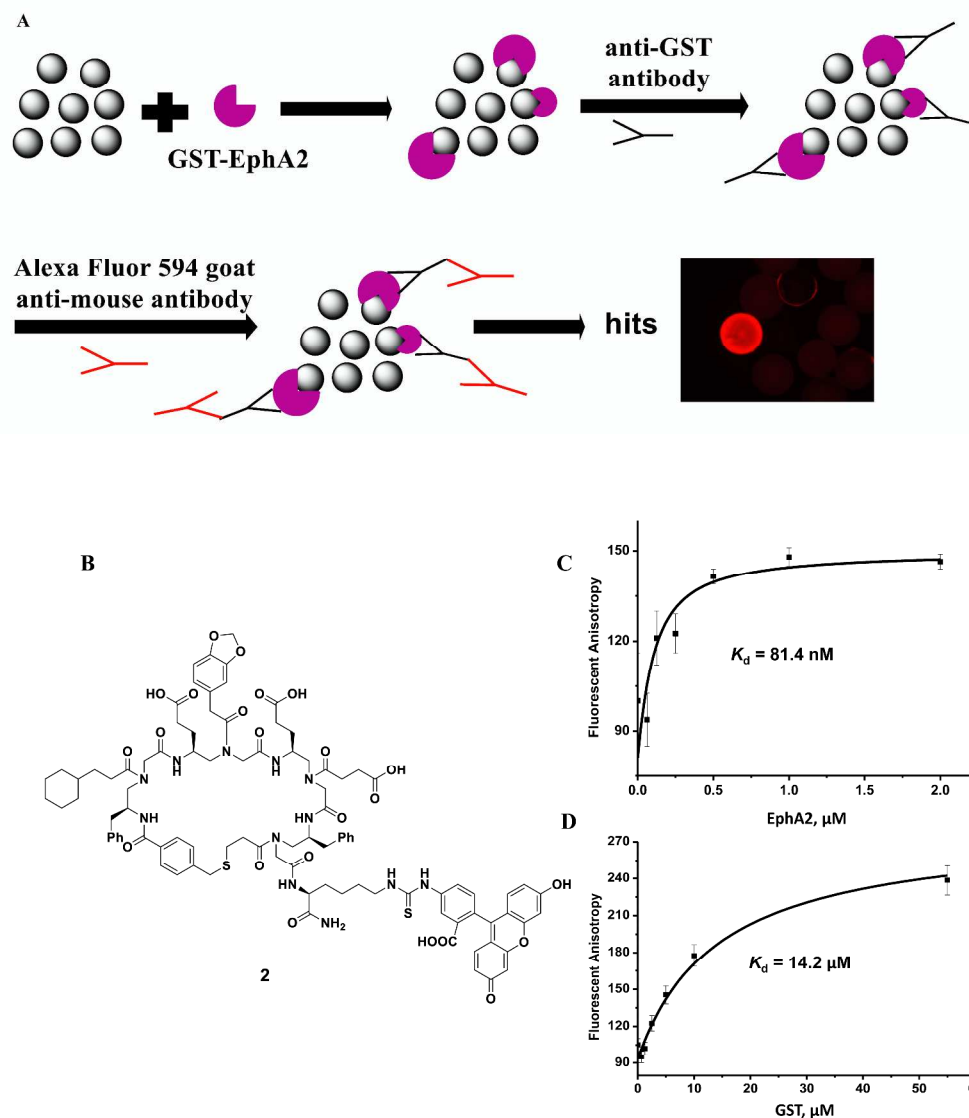 A
GST-EphA2
anti-GST
antibody
Alexa Fluor 594 goat
anti-mouse antibody
hits
B
O
O
HO
O
O
OH
O
O
O
O
N
H
N
N
H
N
O
OH
O
N
O
Ph
NH
O
S
O
N
O
HN
Ph
O
HN
O
NH₂
H
N
S
H
N
HOOC
OH
O
O
2
C
Fluorescent Anisotropy
150
120
90
Kd = 81.4 nM
0.0 0.5 1.0 1.5 2.0
EphA2, µM
D
Fluorescent Anisotropy
270
240
210
180
150
120
90
Kd = 14.2 µM
0 10 20 30 40 50
GST, µM